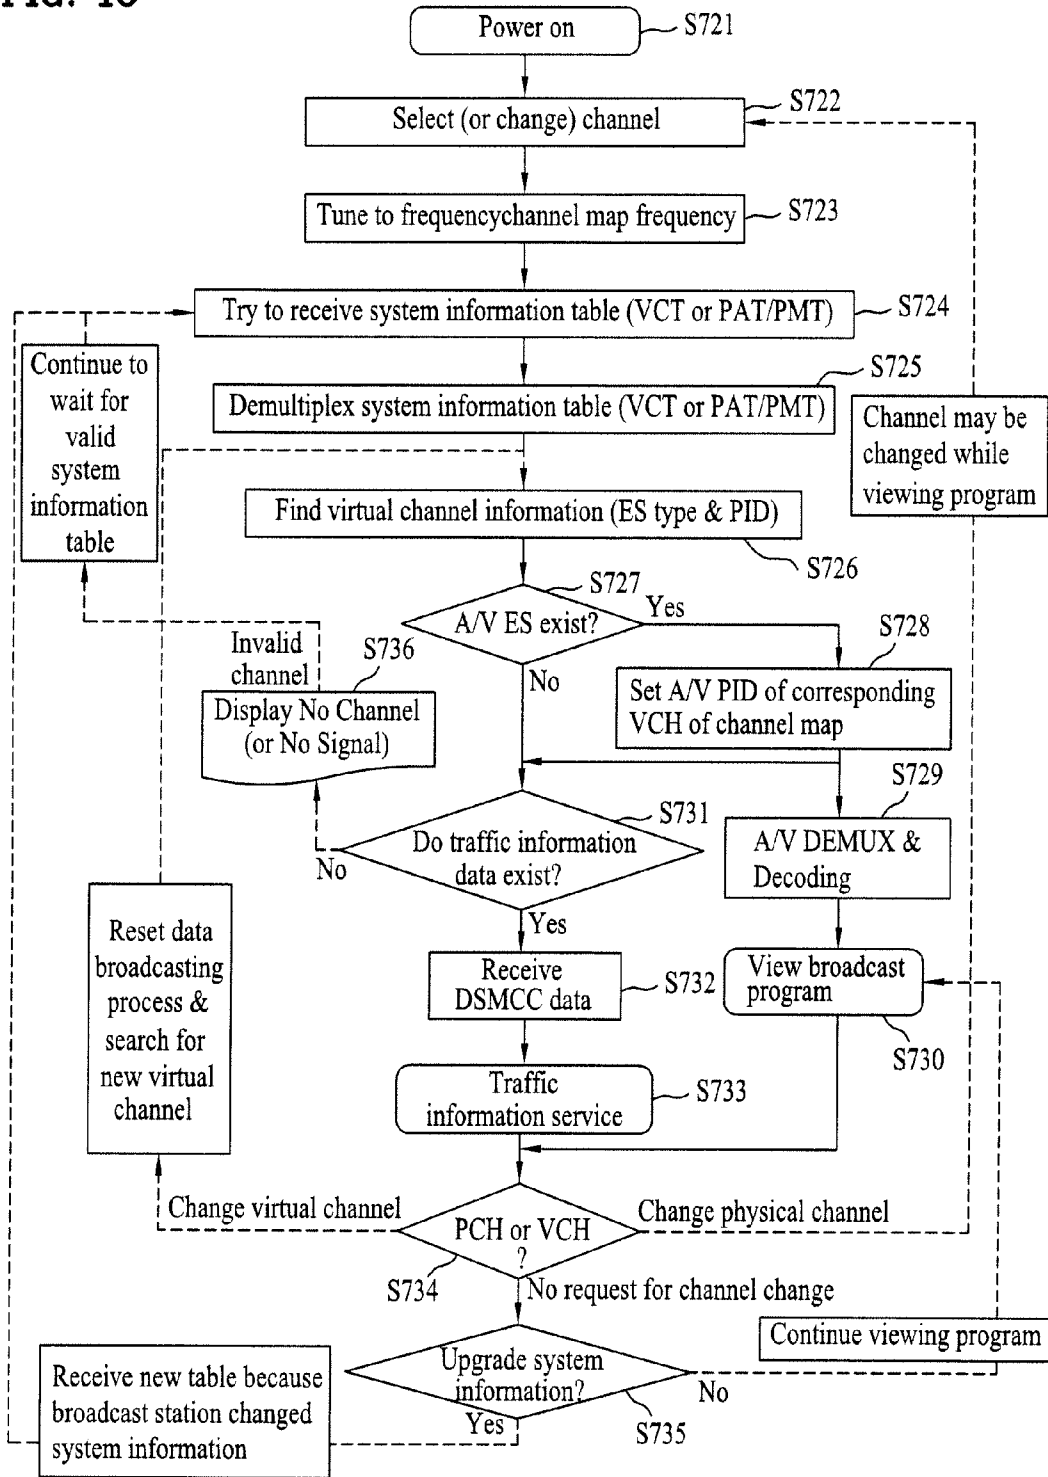 FIG. 10
Power on
S721
S722
Select (or change) channel
Tune to frequencychannel map frequency
S723
Try to receive system information table (VCT or PAT/PMT)
S724
Continue to
wait for
valid
system
information
table
S725
Demultiplex system information table (VCT or PAT/PMT)
Channel may be
changed while
viewing program
Find virtual channel information (ES type & PID)
S726
S727
A/V ES exist?
Yes
No
S728
Set A/V PID of corresponding
VCH of channel map
Invalid
channel
S736
Display No Channel
(or No Signal)
S729
A/V DEMUX &
Decoding
S731
Do traffic information
data exist?
No
Yes
Receive
DSMCC data
S732
View broadcast
program
S730
Reset data
broadcasting
process &
search for
new virtual
channel
Traffic
information service
S733
Change virtual channel
PCH or VCH
?
Change physical channel
S734
No request for channel change
Continue viewing program
Upgrade system
information?
No
Yes
S735
Receive new table because
broadcast station changed
system information